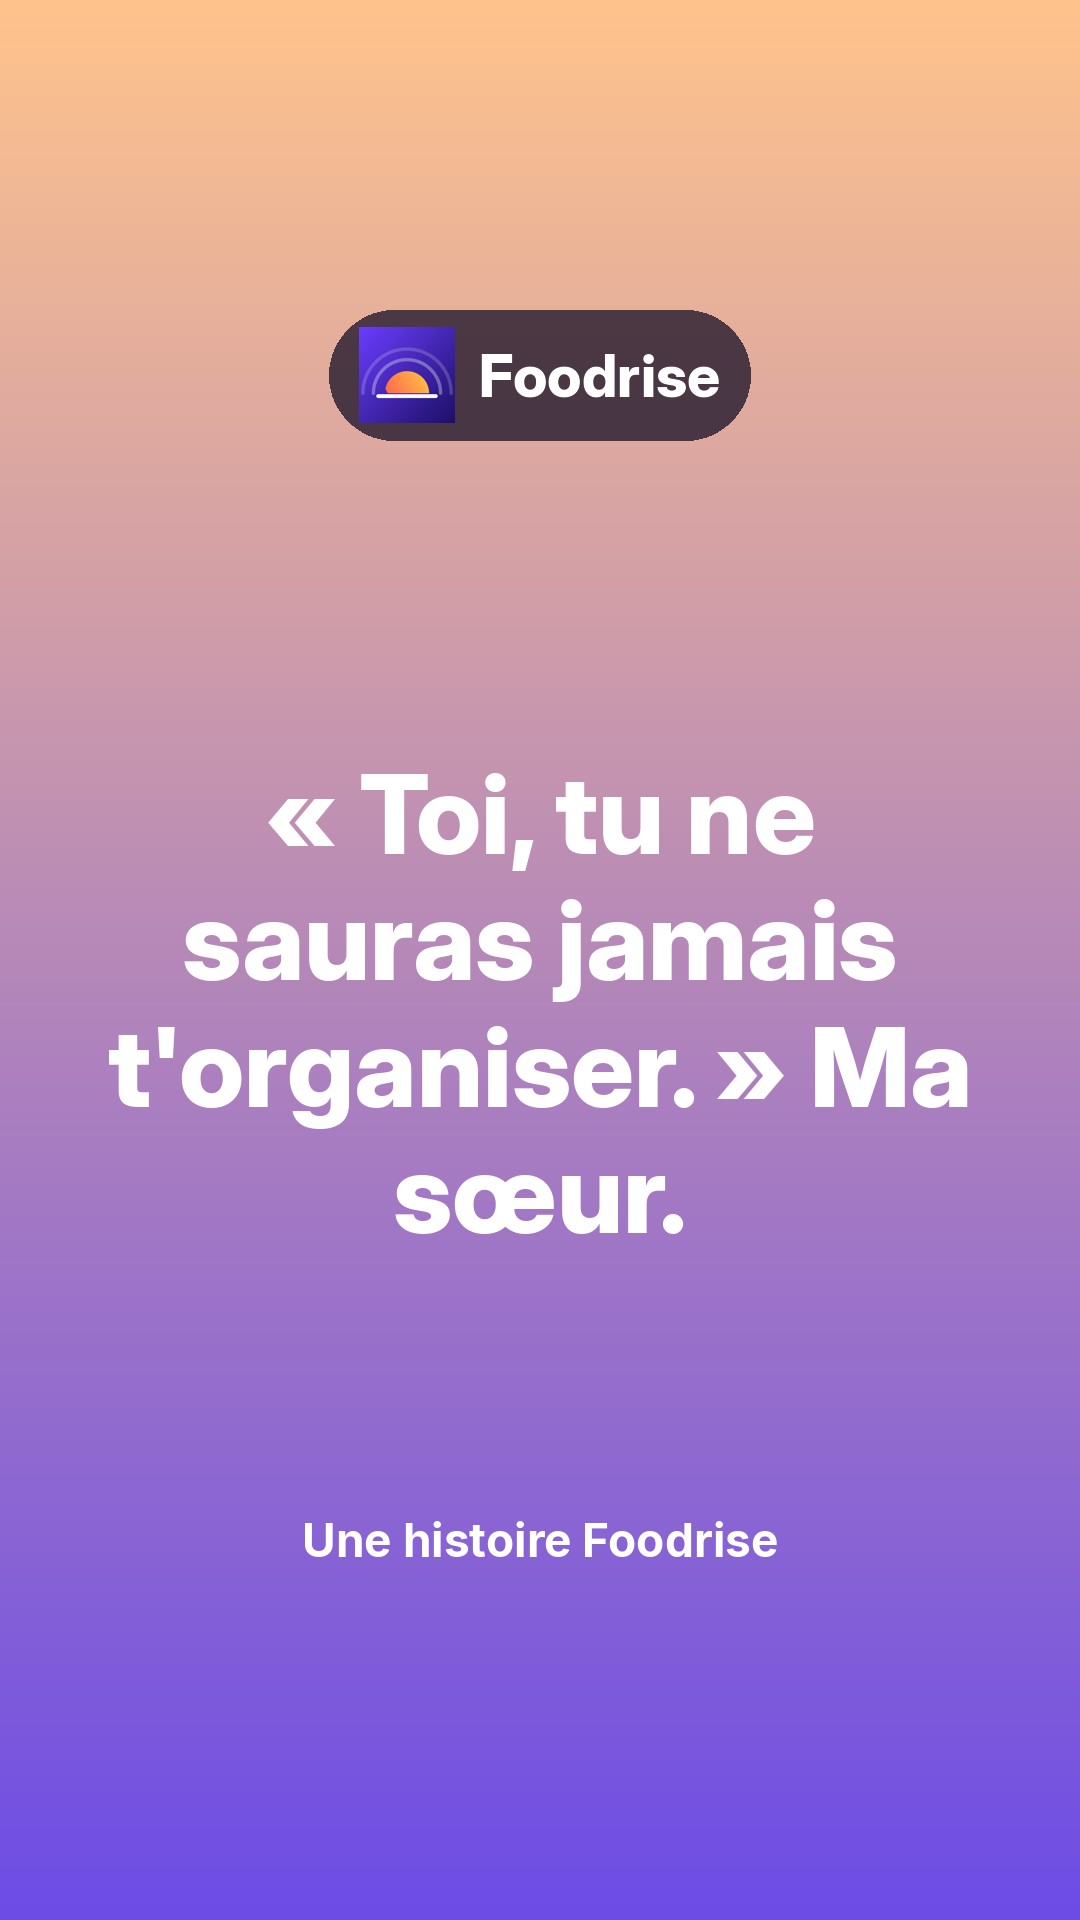 Foodrise
« Toi, tu ne
sauras jamais
t'organiser. » Ma
sœur.
Une histoire Foodrise